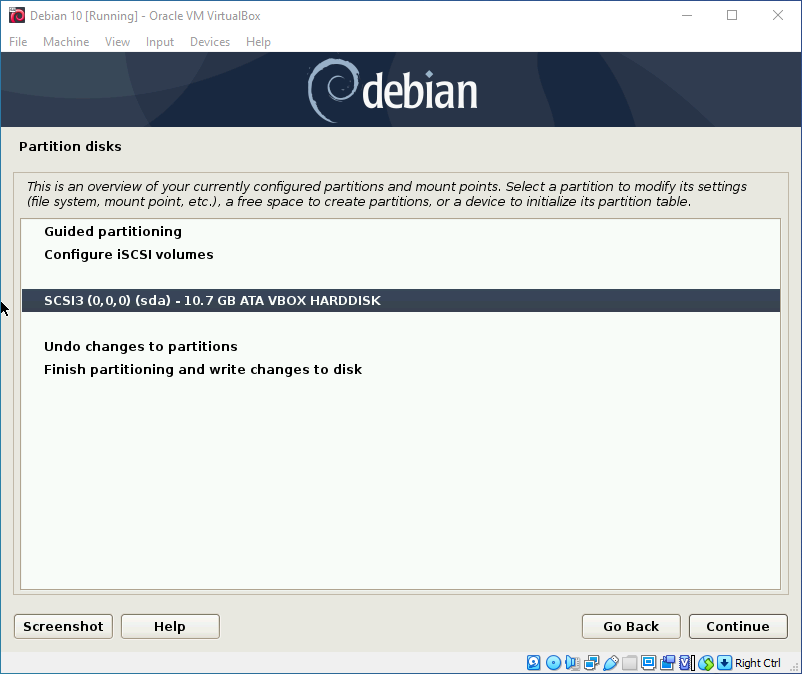 Debian 10 [Running] - Oracle VM VirtualBox
File Machine View Input Devices Help
debian
Partition disks
This is an overview of your currently configured partitions and mount points. Select a partition to modify its settings
(file system, mount point, etc.), a free space to create partitions, or a device to initialize its partition table.
Guided partitioning
Configure iSCSI volumes
SCSI3 (0,0,0) (sda) - 10.7 GB ATA VBOX HARDDISK
Undo changes to partitions
Finish partitioning and write changes to disk
Screenshot Help Go Back Continue
Right Ctrl